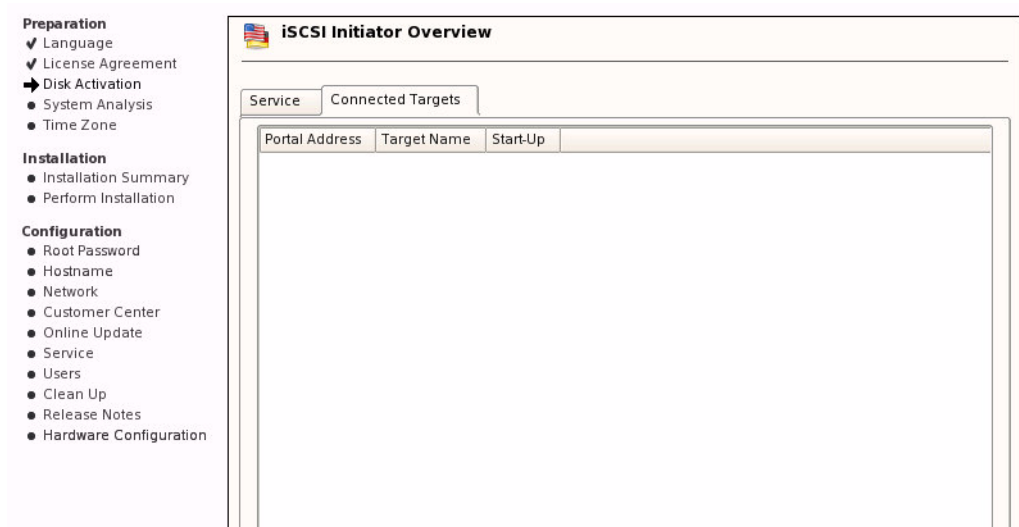 Preparation
Language
License Agreement
Disk Activation
System Analysis
Time Zone
Installation
Installation Summary
Perform Installation
Configuration
Root Password
Hostname
Network
Customer Center
Online Update
Service
Users
Clean Up
Release Notes
Hardware Configuration
iSCSI Initiator Overview
Service
Connected Targets
Portal Address
Target Name
Start-Up